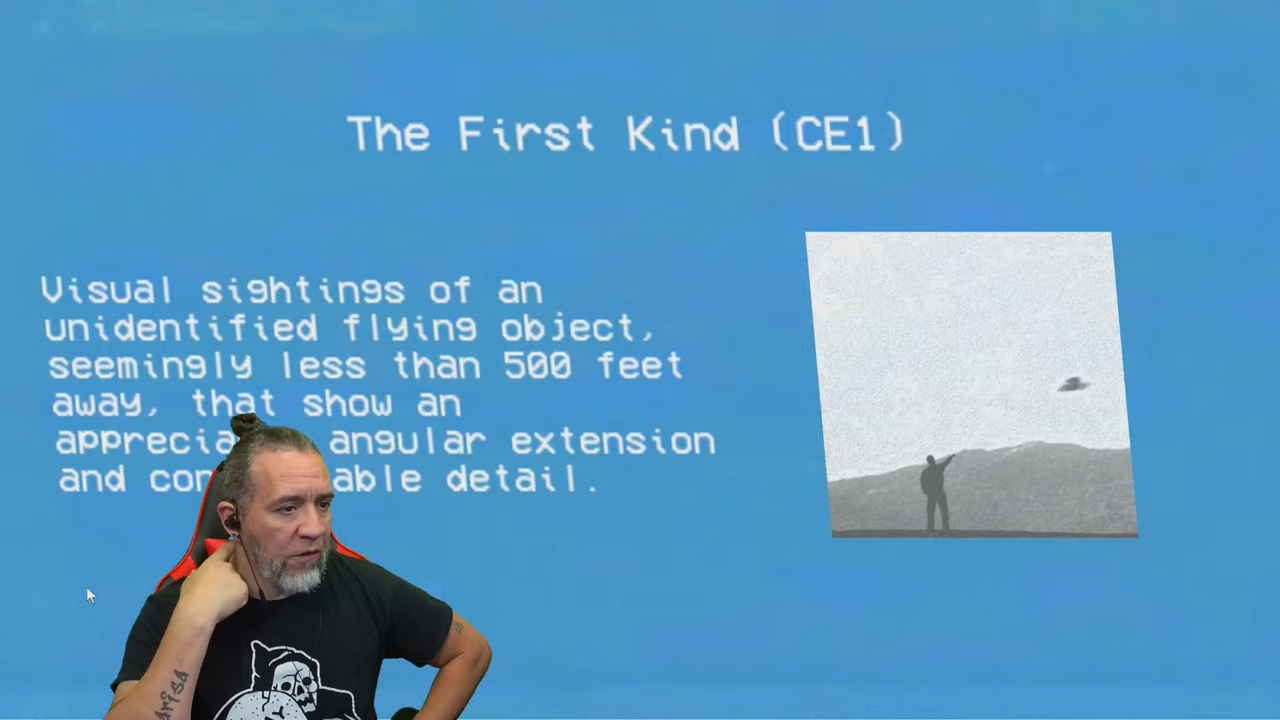 The First Kind (CE1)
Visual sightings of an
unidentified flying object,
seemingly less than 500 feet
away, that show an
angular extension
and detail.